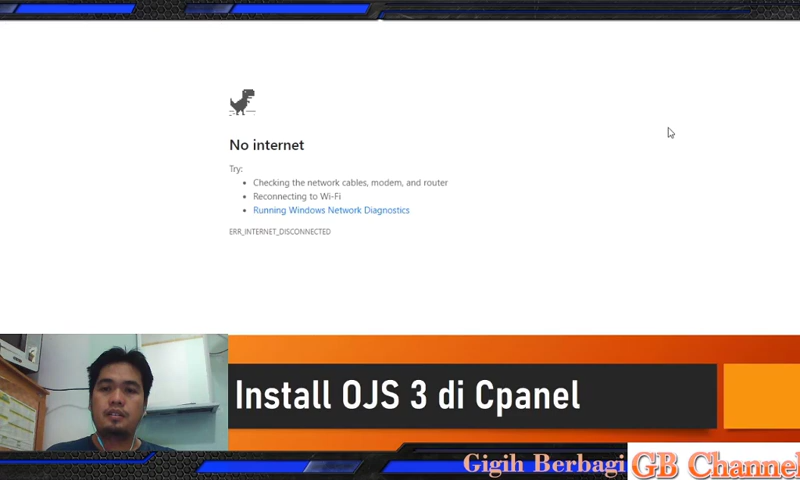 No internet
Try:
Checking the network cables, modem, and router
Reconnecting to Wi-Fi
Running Windows Network Diagnostics
ERR_INTERNET_DISCONNECTED
Install OJS 3 di Cpanel
Gigih Berbagi
GB Channel